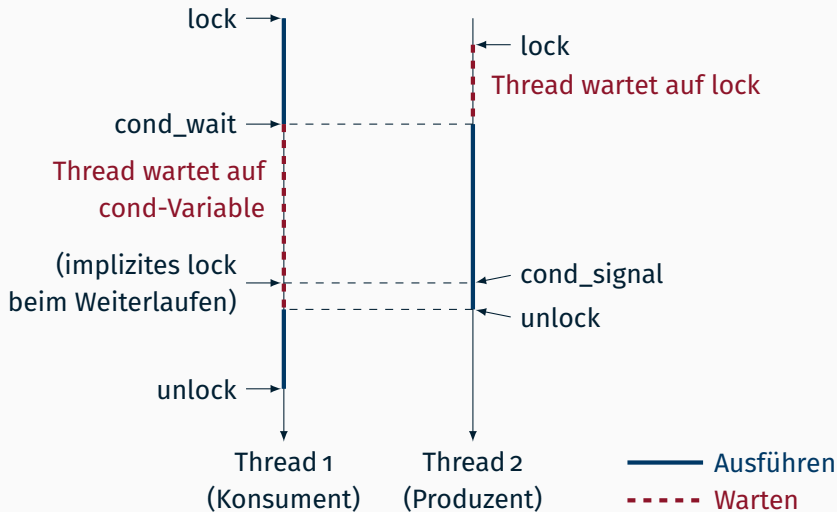 lock
lock
Thread wartet auf lock
cond_wait
Thread wartet auf
cond-Variable
(implizites lock
beim Weiterlaufen)
cond_signal
unlock
unlock
Thread 1
(Konsument)
Thread 2
(Produzent)
Ausführen
Warten